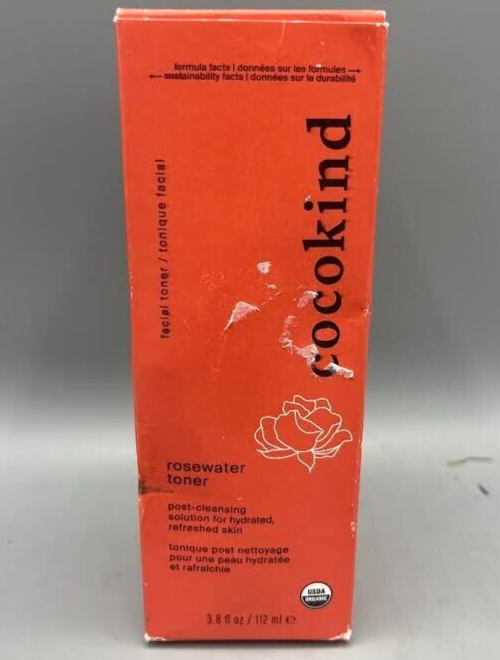 formula facts | données sur les formules →
← sustainability facts | données sur la durabilité
cocokind
facial toner / tonique facial
rosewater
toner
post-cleansing
solution for hydrated,
refreshed skin
tonique post nettoyage
pour une peau hydratée
et rafraîchie
USDA
ORGANIC
3.8 fl oz / 112 ml ℮